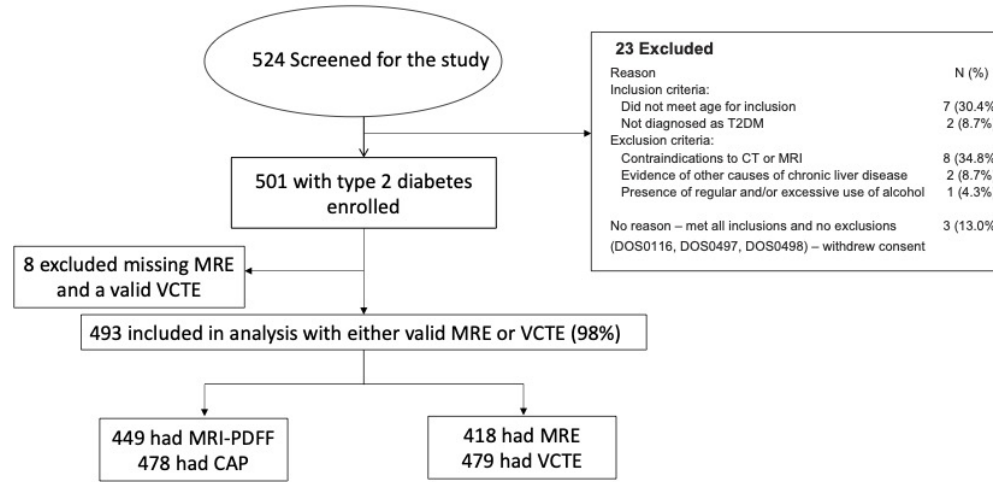 524 Screened for the study
23 Excluded
Reason N (%)
Inclusion criteria:
Did not meet age for inclusion 7 (30.4%
Not diagnosed as T2DM 2 (8.7%
Exclusion criteria:
Contraindications to CT or MRI 8 (34.8%
Evidence of other causes of chronic liver disease 2 (8.7%
Presence of regular and/or excessive use of alcohol 1 (4.3%
No reason – met all inclusions and no exclusions 3 (13.0%
(DOS0116, DOS0497, DOS0498) – withdrew consent
501 with type 2 diabetes
enrolled
8 excluded missing MRE
and a valid VCTE
493 included in analysis with either valid MRE or VCTE (98%)
449 had MRI-PDFF
478 had CAP
418 had MRE
479 had VCTE